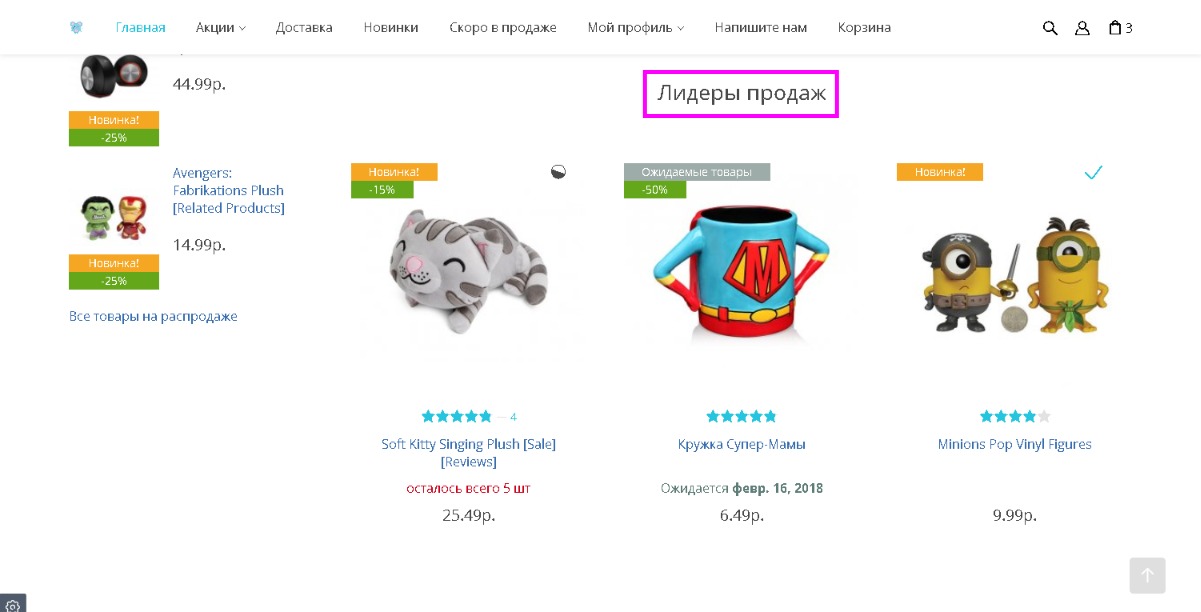 Главная Акции Доставка Новинки Скоро в продаже Мой профиль Напишите нам Корзина 3
44.99р.
Новинка!
-25%
Avengers:
Fabrikations Plush
[Related Products]
14.99р.
Новинка!
-25%
Все товары на распродаже
Лидеры продаж
Новинка!
-15%
— 4
Soft Kitty Singing Plush [Sale]
[Reviews]
осталось всего 5 шт
25.49р.
Ожидаемые товары
-50%
M
Кружка Супер-Мамы
Ожидается февр. 16, 2018
6.49р.
Новинка!
Minions Pop Vinyl Figures
9.99р.